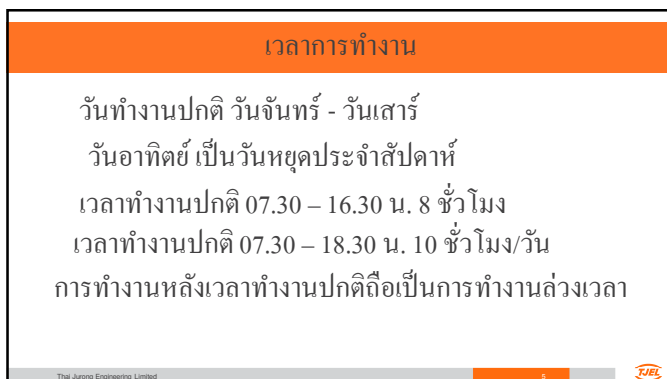 เวลาการทำงาน
วันทำงานปกติ วันจันทร์ - วันเสาร์
วันอาทิตย์ เป็นวันหยุดประจำสัปดาห์
เวลาทำงานปกติ 07.30 – 16.30 น. 8 ชั่วโมง
เวลาทำงานปกติ 07.30 – 18.30 น. 10 ชั่วโมง/วัน
การทำงานหลังเวลาทำงานปกติถือเป็นการทำงานล่วงเวลา
Thai Jurong Engineering Limited
5
TJEL